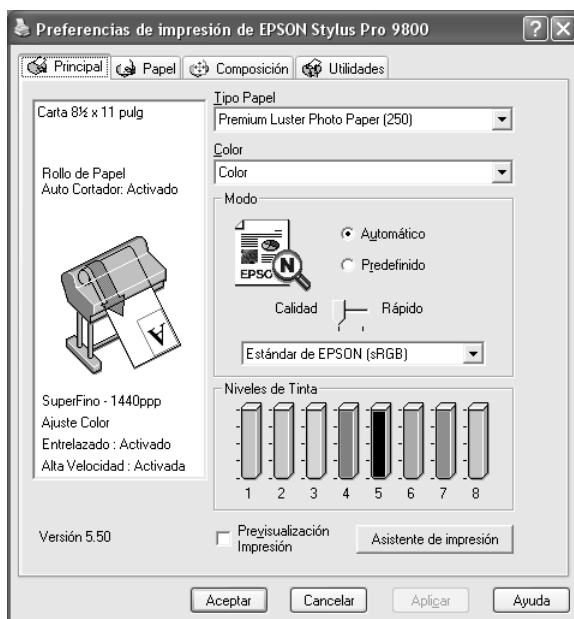 Preferencias de impresión de EPSON Stylus Pro 9800
Principal
Papel
Composición
Utilidades
Carta 8½ x 11 pulg
Rollo de Papel
Auto Cortador: Activado
A
SuperFino - 1440ppp
Ajuste Color
Entrelazado : Activado
Alta Velocidad : Activada
Versión 5.50
Tipo Papel
Premium Luster Photo Paper (250)
Color
Color
Modo
EPSO
N
Automático
Predefinido
Calidad
Rápido
Estándar de EPSON (sRGB)
Niveles de Tinta
1 2 3 4 5 6 7 8
Previsualización
Impresión
Asistente de impresión
Aceptar
Cancelar
Aplicar
Ayuda